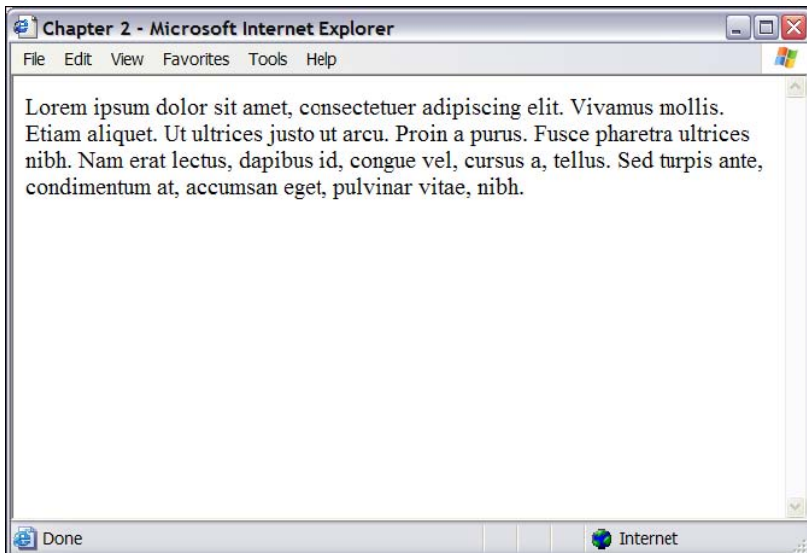 Chapter 2 - Microsoft Internet Explorer
File Edit View Favorites Tools Help
Lorem ipsum dolor sit amet, consectetuer adipiscing elit. Vivamus mollis.
Etiam aliquet. Ut ultrices justo ut arcu. Proin a purus. Fusce pharetra ultrices
nibh. Nam erat lectus, dapibus id, congue vel, cursus a, tellus. Sed turpis ante,
condimentum at, accumsan eget, pulvinar vitae, nibh.
Done Internet